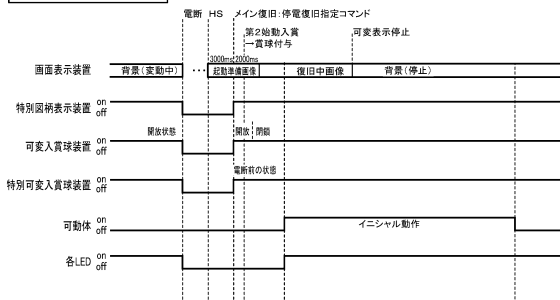 電断 HS メイン復旧:停電復旧指定コマンド
第2始動入賞 可変表示停止
→賞球付与
3000ms 2000ms
画面表示装置 背景(変動中) ・・・ 起動準備画像 復旧中画像 背景(停止)
特別図柄表示装置 on
off
開放状態 開放 閉鎖
可変入賞球装置 on
off
電断前の状態
特別可変入賞球装置 on
off
可動体 on
off イニシャル動作
各LED on
off